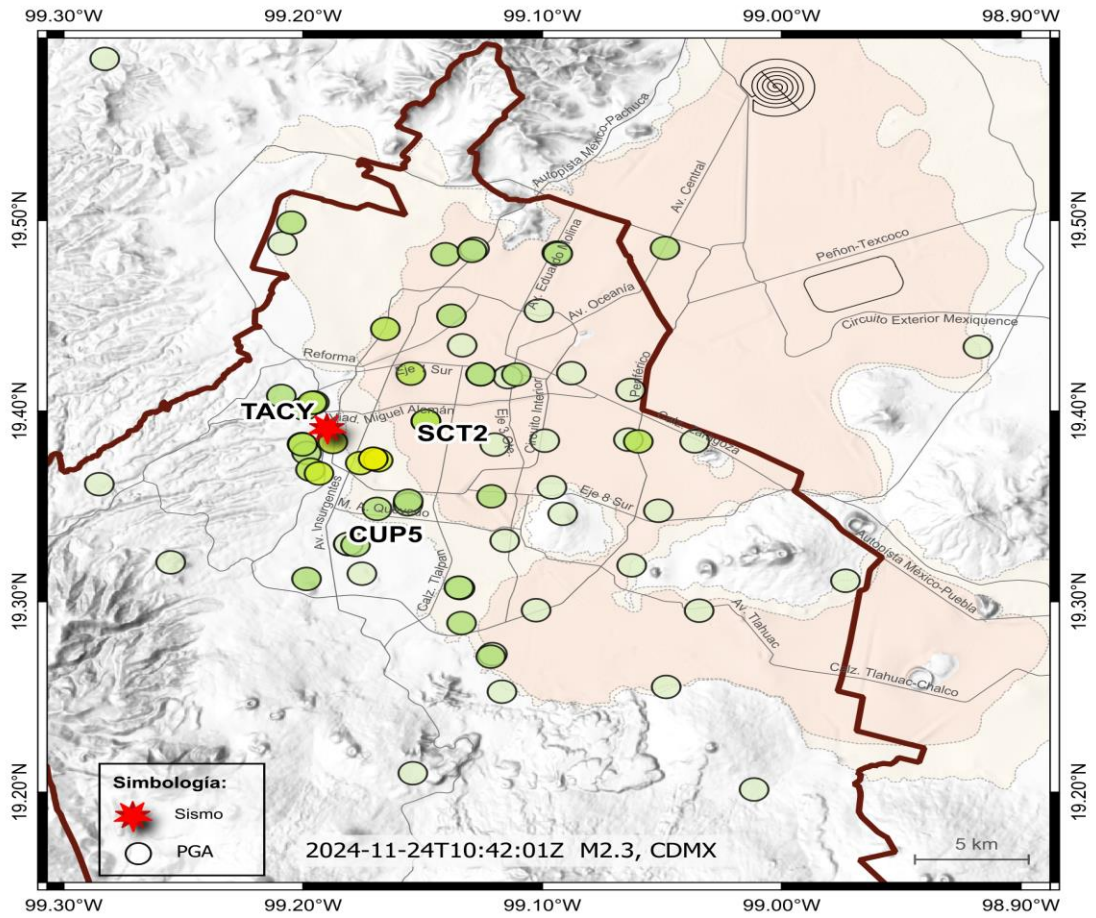 99.30°W 99.20°W 99.10°W 99.00°W 98.90°W
Autopista México-Pachuca
Av. Central
19.50°N 19.50°N
Peñon-Texcoco
Av. Eduardo Molina
Av. Oceanía
Circuito Exterior Mexiquence
Reforma
Eje 1 Sur
Periférico
TACY
Viad. Miguel Alemán
19.40°N 19.40°N
SCT2
Eje 3 Ote.
Circuito Interior
Calz. Zaragoza
Av. Insurgentes
M. A. Quevedo
Eje 8 Sur
CUP5
Calz. Tlalpan
Autopista México-Puebla
19.30°N 19.30°N
Av. Tlahuac
Calz. Tlahuac-Chalco
19.20°N 19.20°N
Simbología:
Sismo
PGA
2024-11-24T10:42:01Z M2.3, CDMX
5 km
99.30°W 99.20°W 99.10°W 99.00°W 98.90°W